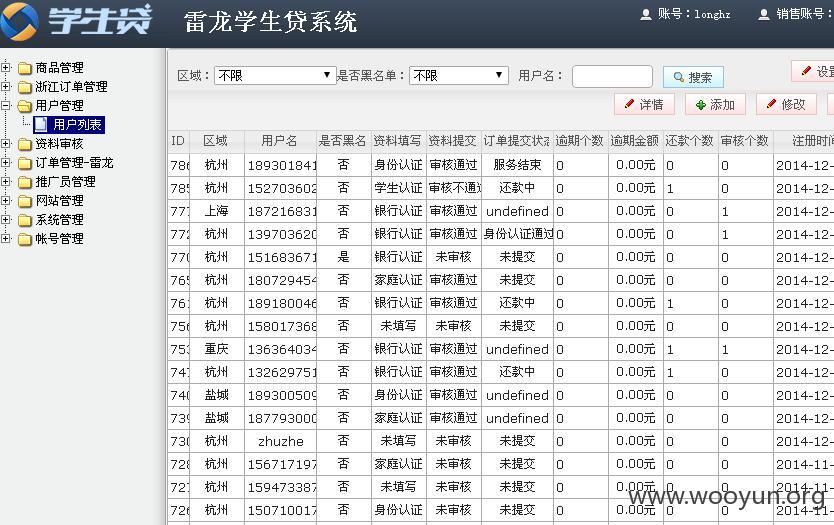 学生贷
雷龙学生贷系统
账号：longhz
销售账号：
商品管理
浙江订单管理
用户管理
用户列表
资料审核
订单管理-雷龙
推广员管理
网站管理
系统管理
帐号管理
区域： 不限 是否黑名单： 不限 用户名： 搜索
设置
详情 添加 修改
ID 区域 用户名 是否黑名 资料填写 资料提交 订单提交状态 逾期个数 逾期金额 还款个数 审核个数 注册时间
786 杭州 189301841 否 身份认证 审核通过 服务结束 0 0.00元 0 0 2014-12-
785 杭州 152703602 否 学生认证 审核不通过 还款中 0 0.00元 1 0 2014-12-
777 上海 187216831 否 银行认证 审核通过 undefined 0 0.00元 0 1 2014-12-
772 杭州 139703620 否 银行认证 审核通过 身份认证通过 0 0.00元 0 1 2014-12-
770 杭州 151683671 是 银行认证 未审核 未提交 0 0.00元 0 0 2014-12-
765 杭州 180729454 否 家庭认证 审核通过 未提交 0 0.00元 0 0 2014-12-
761 杭州 189180046 否 银行认证 审核通过 还款中 0 0.00元 1 0 2014-12-
756 杭州 158017368 否 未填写 未审核 未提交 0 0.00元 0 0 2014-12-
753 重庆 136364034 否 银行认证 审核通过 undefined 0 0.00元 1 1 2014-12-
747 杭州 132629751 否 银行认证 审核通过 还款中 0 0.00元 1 0 2014-12-
740 盐城 189300509 否 身份认证 审核通过 undefined 0 0.00元 0 0 2014-12-
739 盐城 187793000 否 家庭认证 审核通过 undefined 0 0.00元 0 0 2014-12-
730 杭州 zhuzhe 否 未填写 未审核 未提交 0 0.00元 0 0 2014-12-
728 杭州 156717197 否 家庭认证 未审核 未提交 0 0.00元 0 0 2014-11-
727 杭州 159473387 否 未填写 未审核 未提交 0 0.00元 0 0 2014-11-
726 杭州 150710017 否 身份认证 未审核 未提交 0 0.00元 0 0 2014-11-
www.wooyun.org